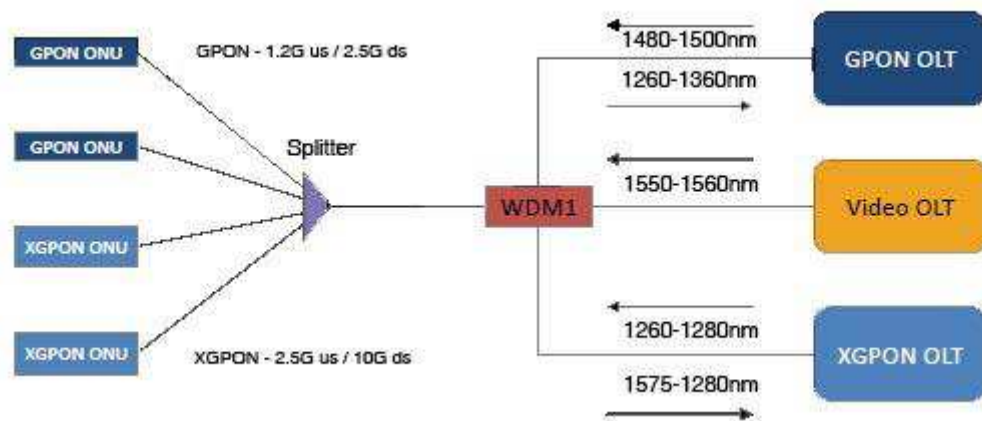 GPON ONU
GPON - 1.2G us / 2.5G ds
1480-1500nm
GPON OLT
1260-1360nm
GPON ONU
Splitter
1550-1560nm
WDM1
Video OLT
XGPON ONU
1260-1280nm
XGPON ONU
XGPON - 2.5G us / 10G ds
XGPON OLT
1575-1280nm